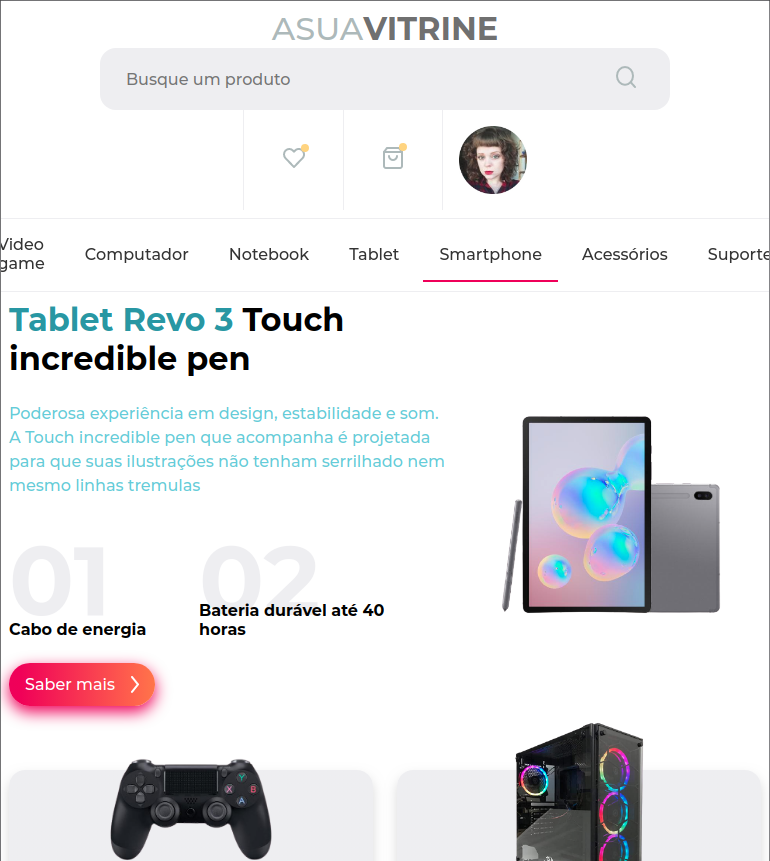 ASUAVITRINE
Busque um produto
Video game
Computador
Notebook
Tablet
Smartphone
Acessórios
Suporte
Tablet Revo 3 Touch
incredible pen
Poderosa experiência em design, estabilidade e som.
A Touch incredible pen que acompanha é projetada
para que suas ilustrações não tenham serrilhado nem
mesmo linhas tremulas
01
Cabo de energia
02
Bateria durável até 40
horas
Saber mais
Y
X
B
A